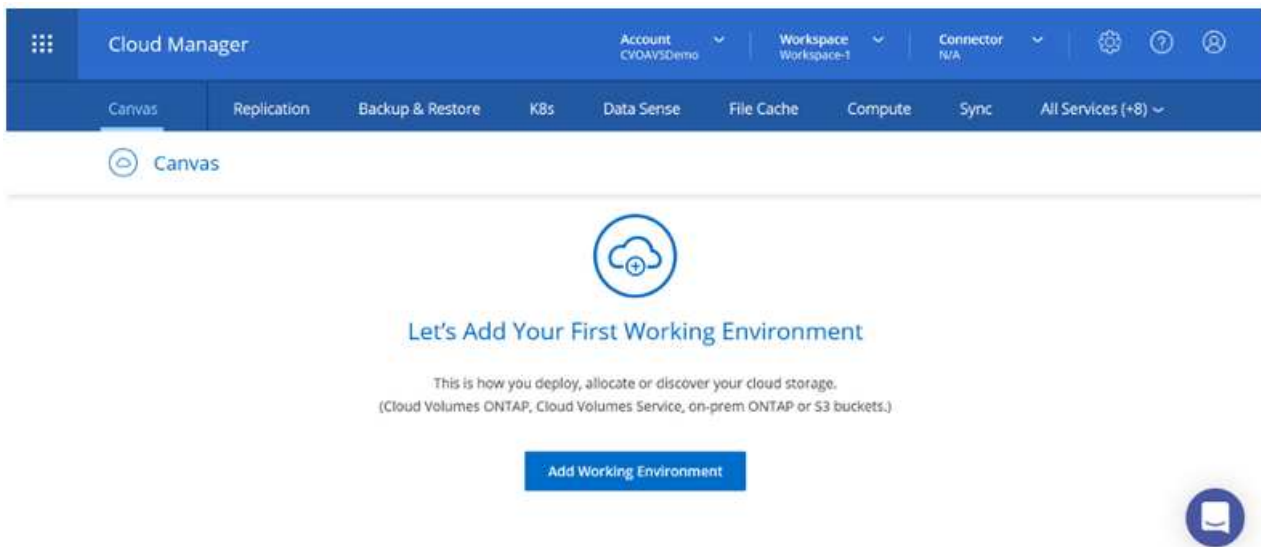 Cloud Manager
Account
CVOAVSDemo
Workspace
Workspace-1
Connector
N/A
Canvas
Replication
Backup & Restore
K8s
Data Sense
File Cache
Compute
Sync
All Services (+8)
Canvas
Let's Add Your First Working Environment
This is how you deploy, allocate or discover your cloud storage.
(Cloud Volumes ONTAP, Cloud Volumes Service, on-prem ONTAP or S3 buckets.)
Add Working Environment